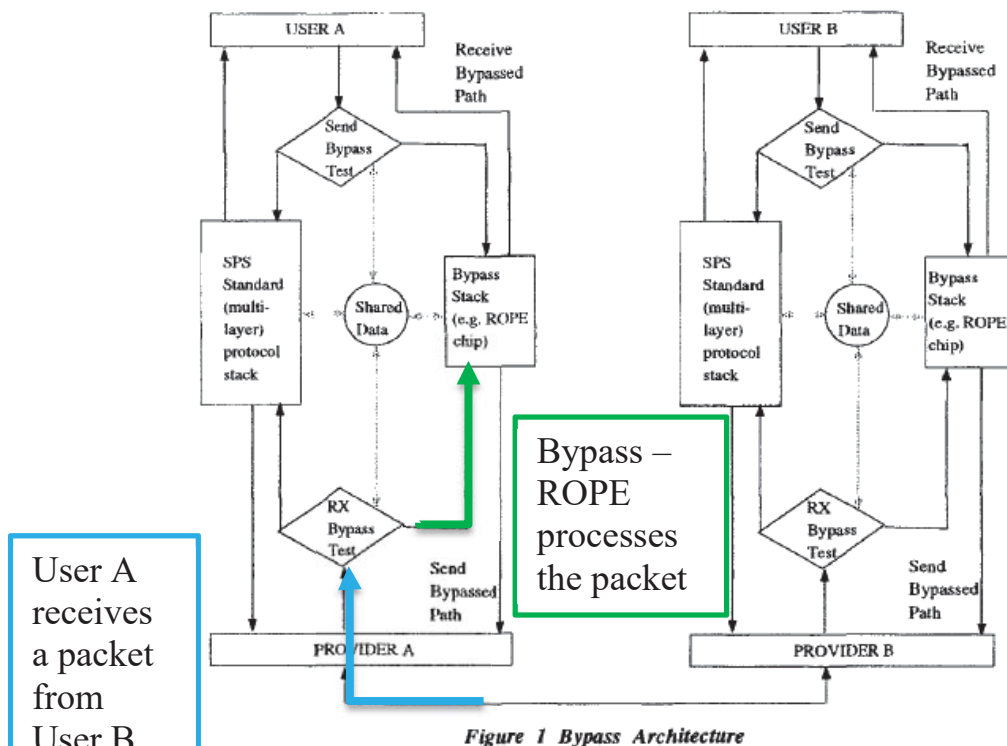 USER A
Receive
Bypassed
Path
Send
Bypass
Test
SPS
Standard
(multi-
layer)
protocol
stack
Shared
Data
Bypass
Stack
(e.g. ROPE
chip)
RX
Bypass
Test
Send
Bypassed
Path
PROVIDER A
USER B
Receive
Bypassed
Path
Send
Bypass
Test
SPS
Standard
(multi-
layer)
protocol
stack
Shared
Data
Bypass
Stack
(e.g. ROPE
chip)
RX
Bypass
Test
Send
Bypassed
Path
PROVIDER B
Bypass –
ROPE
processes
the packet
User A
receives
a packet
from
User B
Figure 1 Bypass Architecture